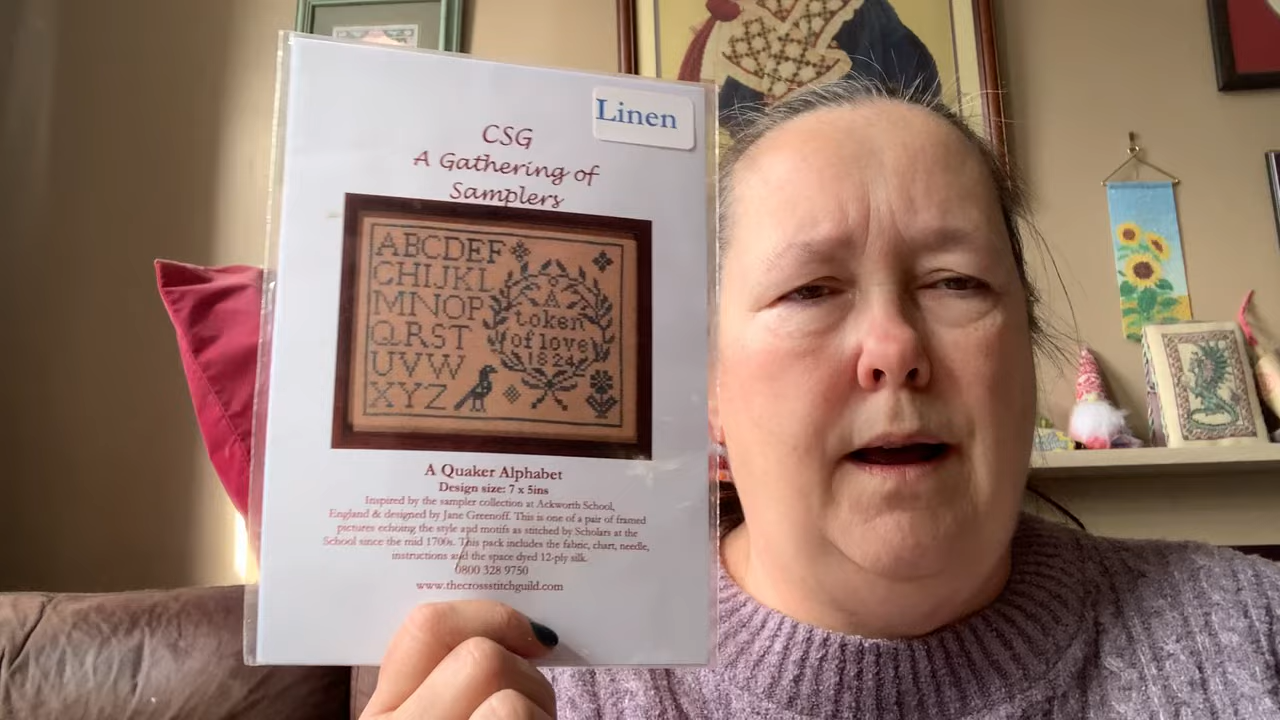 Linen
CSG
A Gathering of
Samplers
ABCDEF
GHIJKL
MNOP
QRST
UVW
XYZ
A
token
of love
1824
A Quaker Alphabet
Design size: 7 x 5ins
Inspired by the sampler collection at Ackworth School,
England & designed by Jane Greenoff. This is one of a pair of framed
pictures echoing the style and motifs as stitched by Scholars at the
School since the mid 1700s. This pack includes the fabric, chart, needle,
instructions and the space dyed 12-ply silk.
0800 328 9750
www.thecrossstitchguild.com